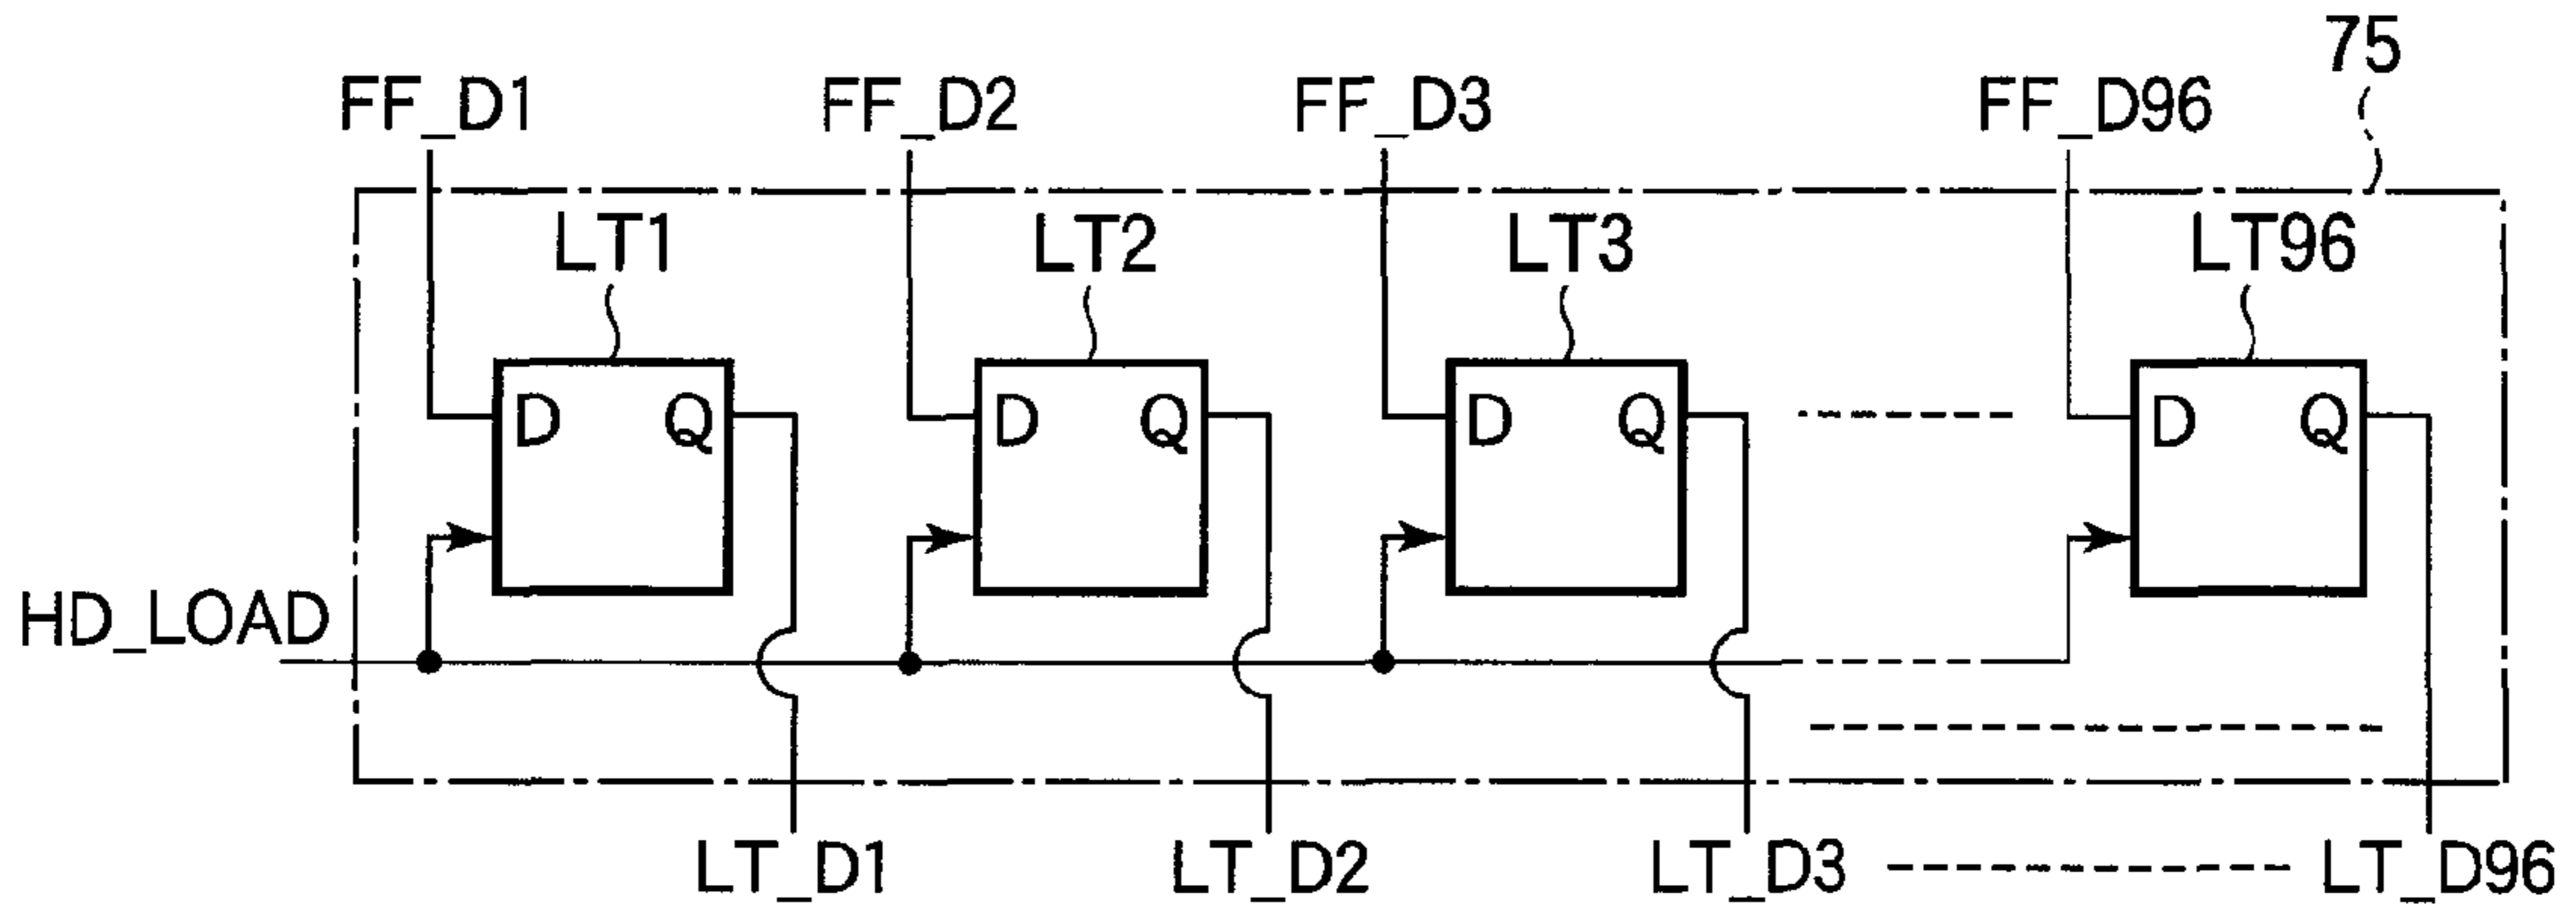 75
FF_D1 FF_D2 FF_D3 FF_D96
LT1 LT2 LT3 LT96
D Q D Q D Q D Q
HD_LOAD
LT_D1 LT_D2 LT_D3 LT_D96